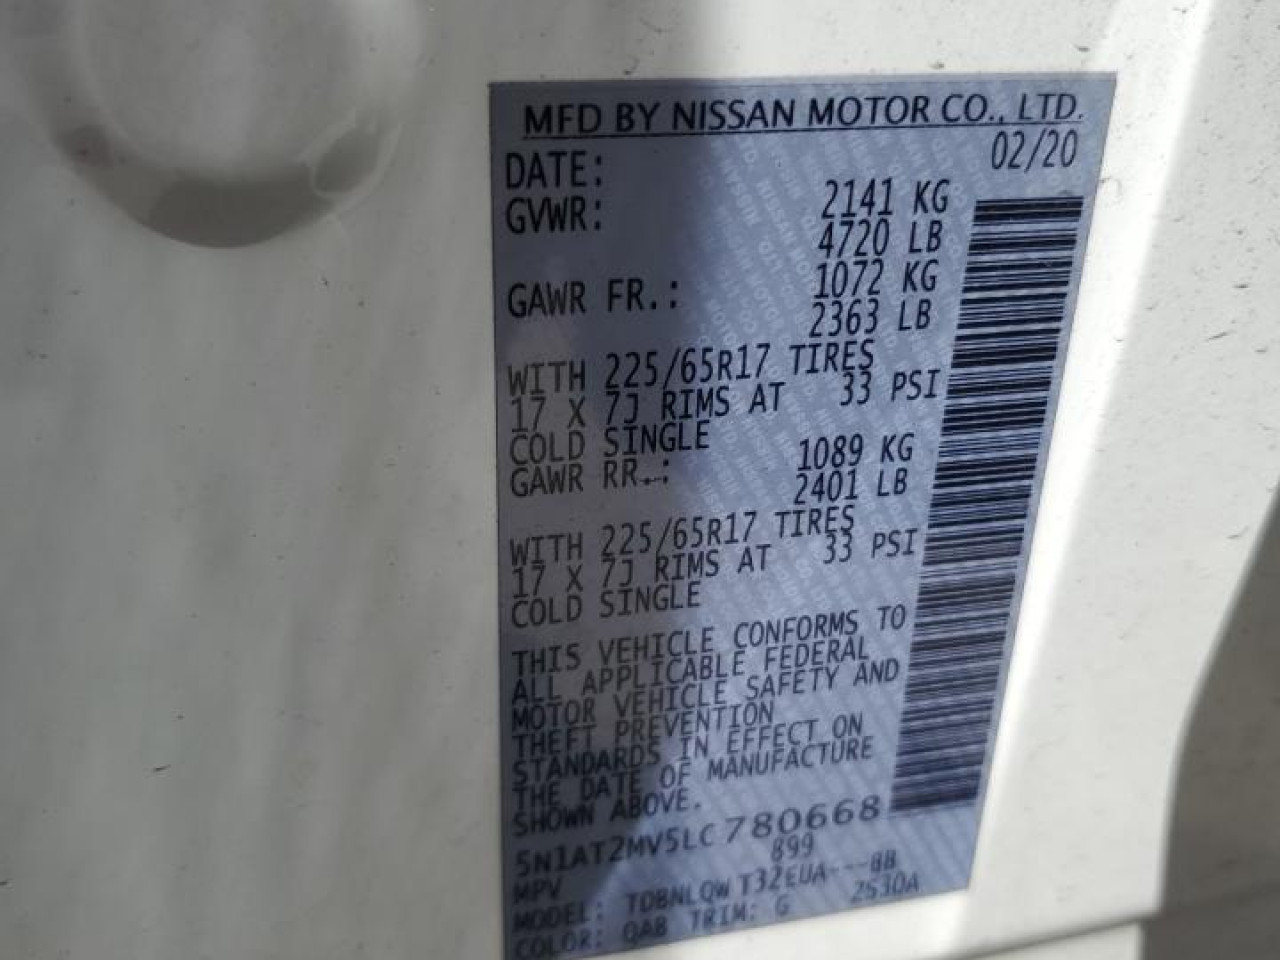 MFD BY NISSAN MOTOR CO., LTD.
DATE: 02/20
GVWR: 2141 KG
4720 LB
GAWR FR.: 1072 KG
2363 LB
WITH 225/65R17 TIRES
17 X 7J RIMS AT 33 PSI
COLD SINGLE
GAWR RR.: 1089 KG
2401 LB
WITH 225/65R17 TIRES
17 X 7J RIMS AT 33 PSI
COLD SINGLE
THIS VEHICLE CONFORMS TO
ALL APPLICABLE FEDERAL
MOTOR VEHICLE SAFETY AND
THEFT PREVENTION
STANDARDS IN EFFECT ON
THE DATE OF MANUFACTURE
SHOWN ABOVE.
5N1AT2MV5LC780668
MPV 899
MODEL: TDBNLQW T32EUA---BB
COLOR: QAB TRIM: G 2530A